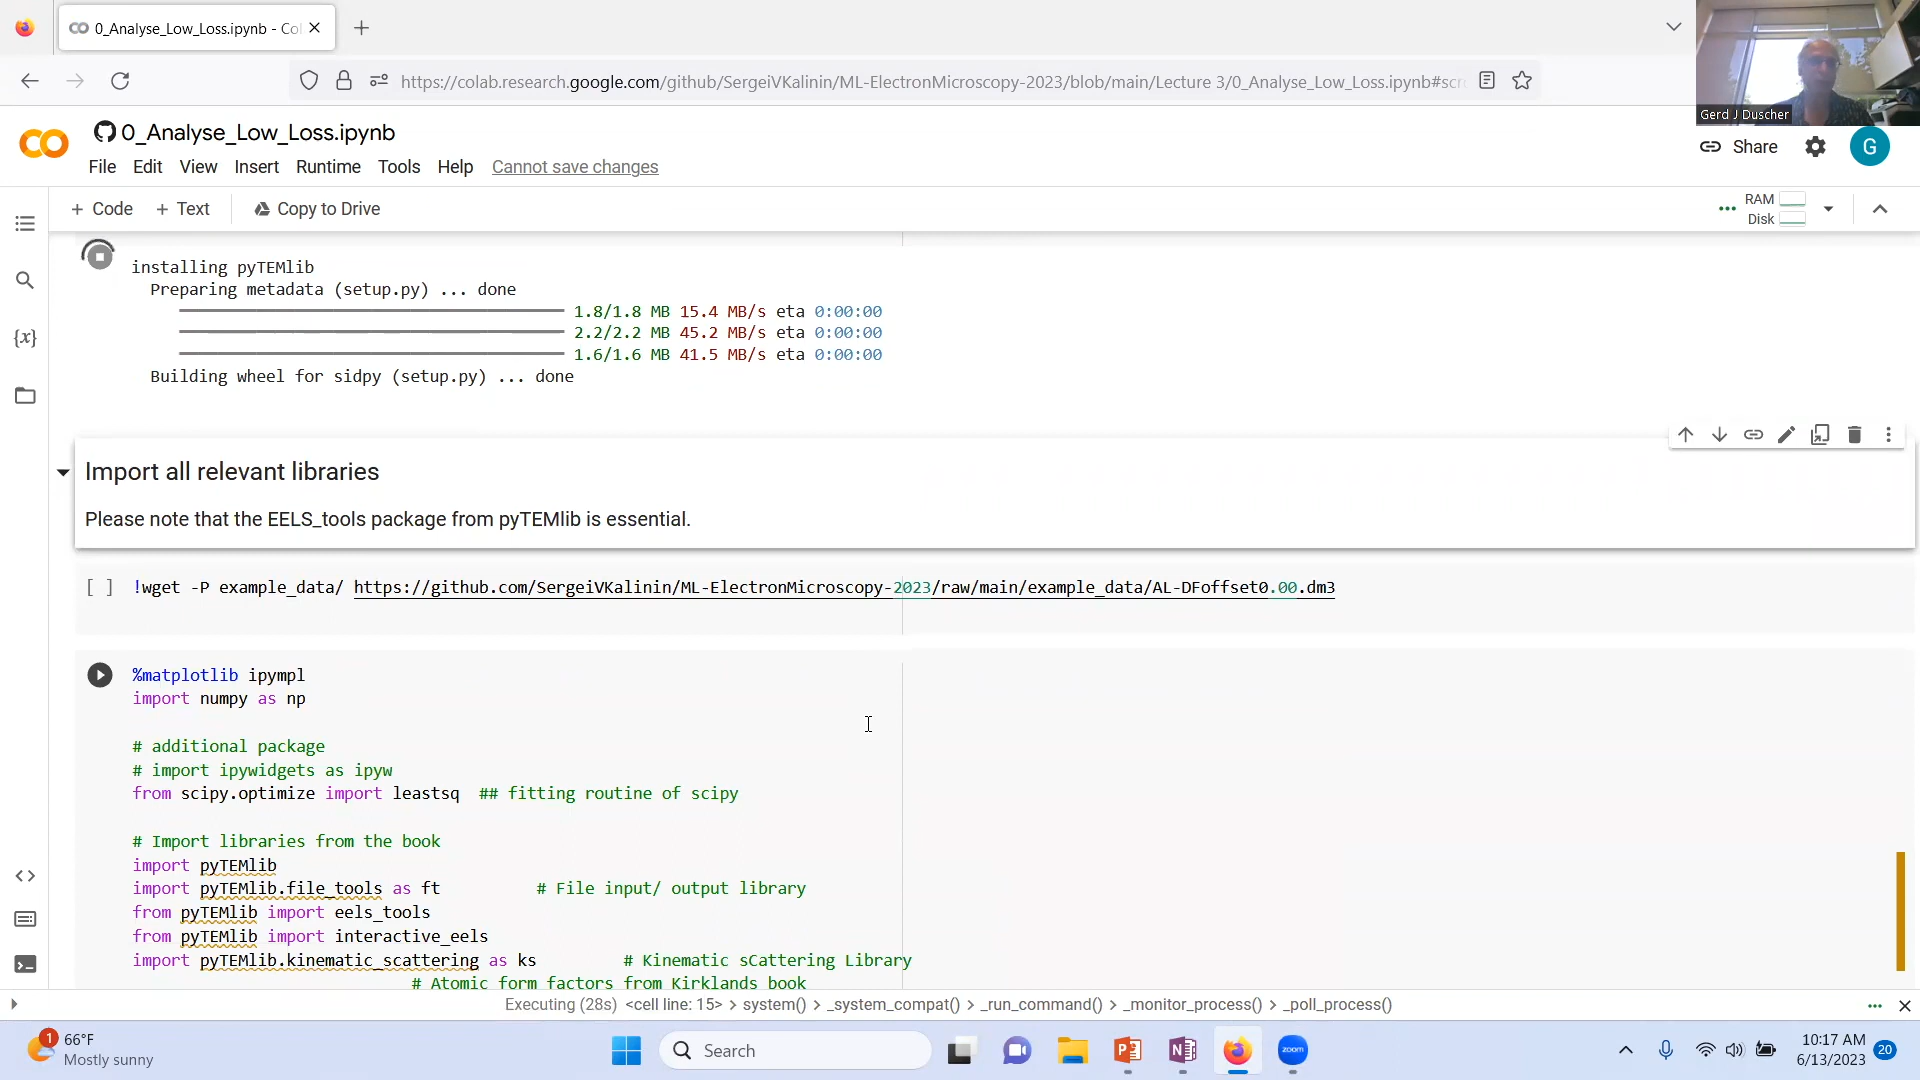 0_Analyse_Low_Loss.ipynb - Co
https://colab.research.google.com/github/SergeiVKalinin/ML-ElectronMicroscopy-2023/blob/main/Lecture 3/0_Analyse_Low_Loss.ipynb#scr
Gerd J Duscher
0_Analyse_Low_Loss.ipynb
File Edit View Insert Runtime Tools Help Cannot save changes
Share
G
+ Code + Text Copy to Drive
RAM
Disk
installing pyTEMlib
Preparing metadata (setup.py) ... done
1.8/1.8 MB 15.4 MB/s eta 0:00:00
2.2/2.2 MB 45.2 MB/s eta 0:00:00
1.6/1.6 MB 41.5 MB/s eta 0:00:00
Building wheel for sidpy (setup.py) ... done
Import all relevant libraries
Please note that the EELS_tools package from pyTEMlib is essential.
[ ] !wget -P example_data/ https://github.com/SergeiVKalinin/ML-ElectronMicroscopy-2023/raw/main/example_data/AL-DFoffset0.00.dm3
%matplotlib ipympl
import numpy as np
# additional package
# import ipywidgets as ipyw
from scipy.optimize import leastsq ## fitting routine of scipy
# Import libraries from the book
import pyTEMlib
import pyTEMlib.file_tools as ft # File input/ output library
from pyTEMlib import eels_tools
from pyTEMlib import interactive_eels
import pyTEMlib.kinematic_scattering as ks # Kinematic sCattering Library
# Atomic form factors from Kirklands book
Executing (28s) <cell line: 15> > system() > _system_compat() > _run_command() > _monitor_process() > _poll_process()
1
66°F
Mostly sunny
Search
zoom
10:17 AM
6/13/2023
20